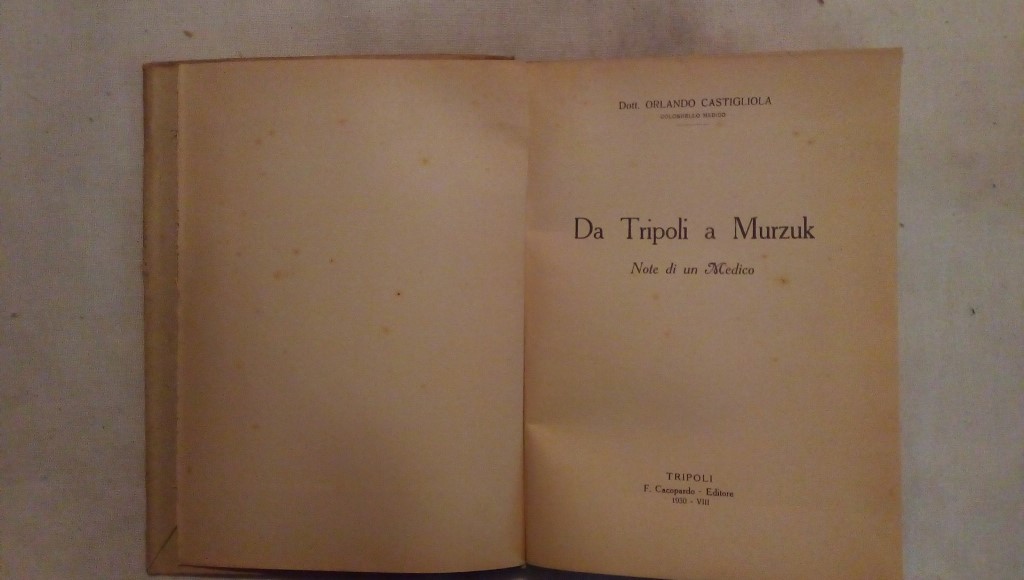 Dott. ORLANDO CASTIGLIOLA
COLONNELLO MEDICO
Da Tripoli a Murzuk
Note di un Medico
TRIPOLI
F. Cacopardo - Editore
1930 - VIII